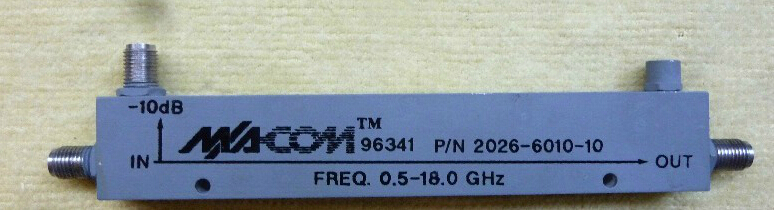 -10dB
M/A-COM™ 96341 P/N 2026-6010-10
IN OUT
FREQ. 0.5-18.0 GHz